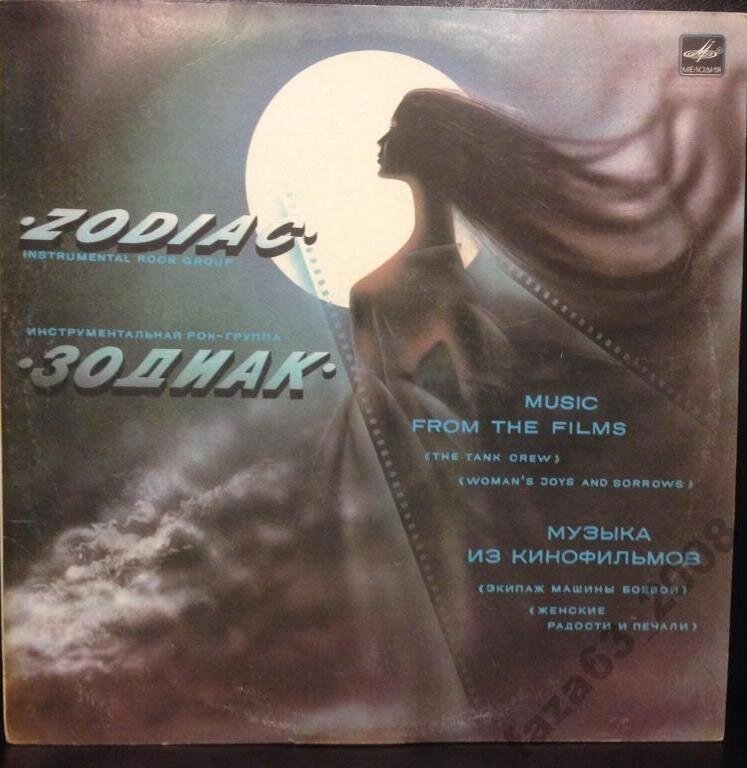 МЕЛОДИЯ
·ZODIAC·
INSTRUMENTAL ROCK GROUP
ИНСТРУМЕНТАЛЬНАЯ РОК-ГРУППА
·ЗОДИАК·
MUSIC
FROM THE FILMS
《THE TANK CREW》
《WOMAN'S JOYS AND SORROWS》
МУЗЫКА
ИЗ КИНОФИЛЬМОВ
《ЭКИПАЖ МАШИНЫ БОЕВОЙ》
《ЖЕНСКИЕ
РАДОСТИ И ПЕЧАЛИ》
faza63_2008